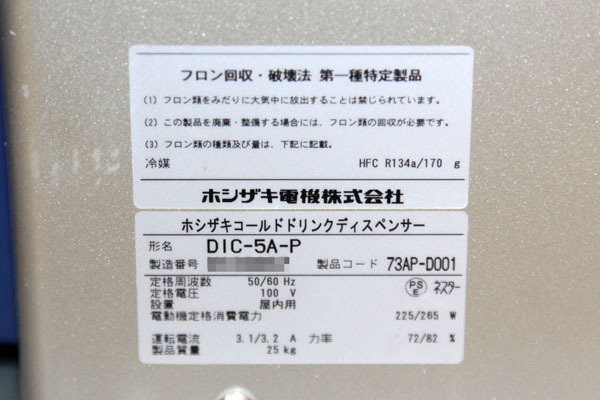 フロン回収・破壊法 第一種特定製品
(1) フロン類をみだりに大気中に放出することは禁じられています。
(2) この製品を廃棄・整備する場合には、フロン類の回収が必要です。
(3) フロン類の種類及び量は、下記に記載。
冷媒 HFC R134a/170 g
ホシザキ電機株式会社
ホシザキコールドドリンクディスペンサー
形名 DIC-5A-P
製造番号 製品コード 73AP-D001
定格周波数 50/60 Hz PSE ネスター
定格電圧 100 V
設置 屋内用
電動機定格消費電力 225/265 W
運転電流 3.1/3.2 A 力率 72/82 %
製品質量 25 kg